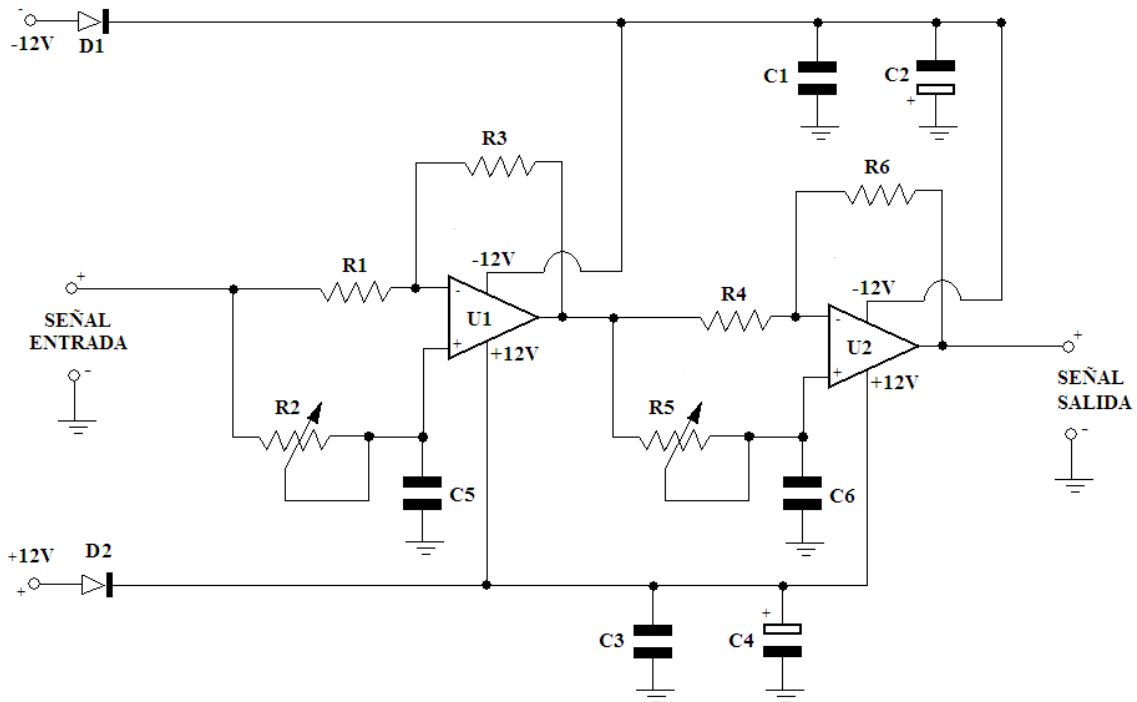 -
-12V
D1
C1
C2
+
R3
R6
+
R1
-12V
-
U1
+
+12V
R4
-12V
-
U2
+
+12V
SEÑAL
ENTRADA
-
+
SEÑAL
SALIDA
-
R2
R5
C5
C6
+12V
+
D2
C3
C4
+